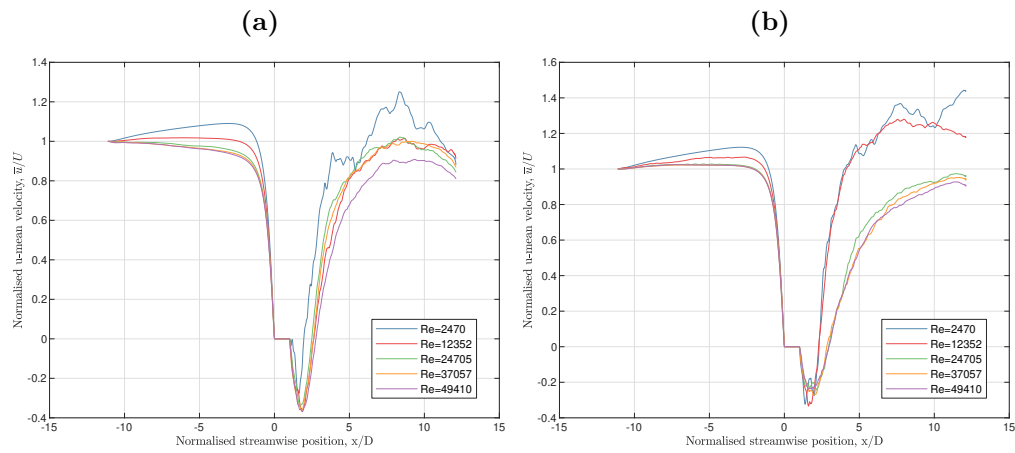 (a)
Normalised u-mean velocity, u̅/U
1.4
1.2
1
0.8
0.6
0.4
0.2
0
-0.2
-0.4
Re=2470
Re=12352
Re=24705
Re=37057
Re=49410
-15 -10 -5 0 5 10 15
Normalised streamwise position, x/D
(b)
Normalised u-mean velocity, u̅/U
1.6
1.4
1.2
1
0.8
0.6
0.4
0.2
0
-0.2
-0.4
Re=2470
Re=12352
Re=24705
Re=37057
Re=49410
-15 -10 -5 0 5 10 15
Normalised streamwise position, x/D